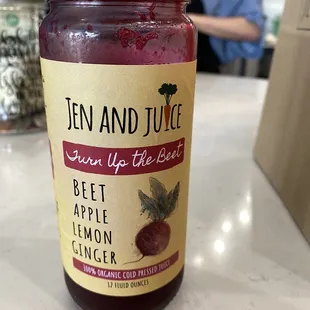 JEN AND JUICE
Turn Up the Beet
BEET
APPLE
LEMON
GINGER
100% ORGANIC COLD PRESSED JUICE
12 FLUID OUNCES